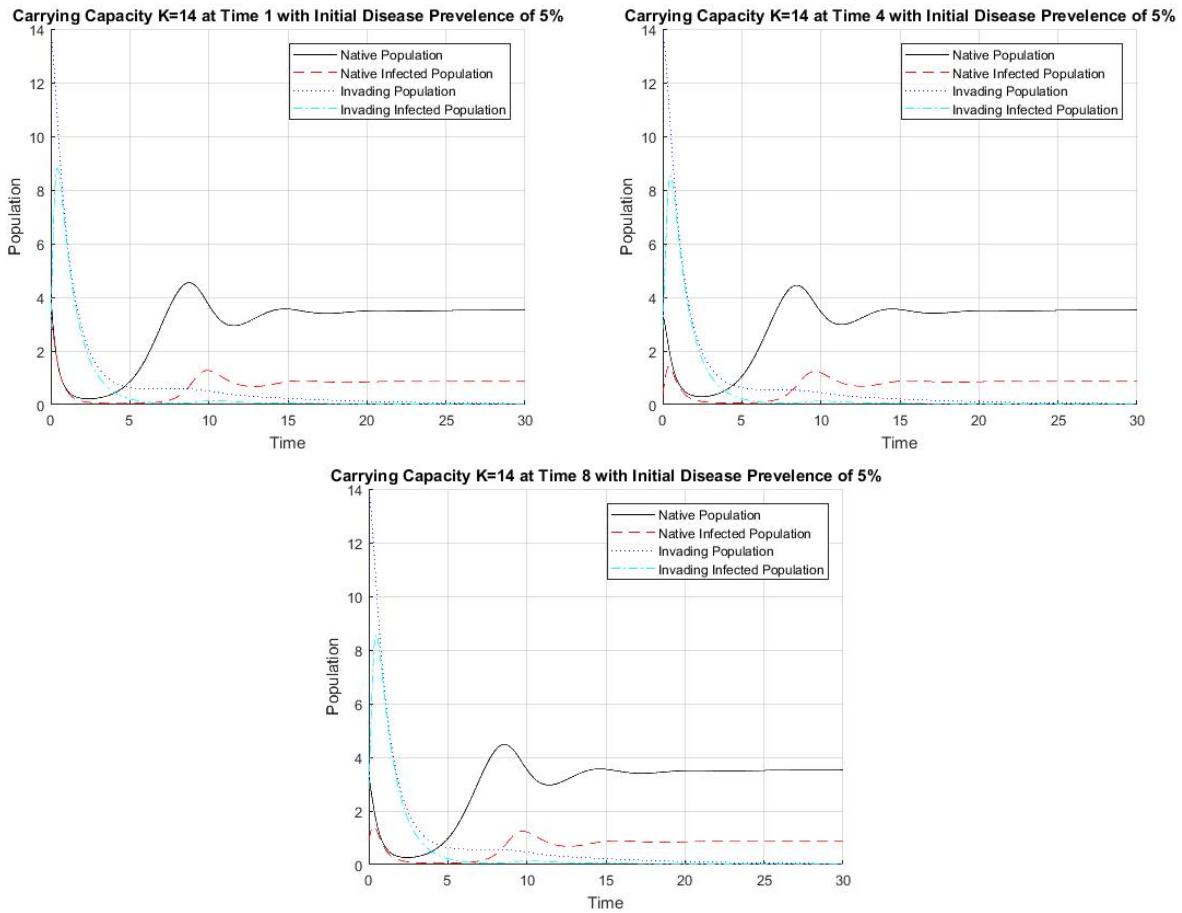 Carrying Capacity K=14 at Time 1 with Initial Disease Prevelence of 5%
14
12
10
8
6
4
2
0
Population
Native Population
Native Infected Population
Invading Population
Invading Infected Population
0 5 10 15 20 25 30
Time
Carrying Capacity K=14 at Time 4 with Initial Disease Prevelence of 5%
14
12
10
8
6
4
2
0
Population
Native Population
Native Infected Population
Invading Population
Invading Infected Population
0 5 10 15 20 25 30
Time
Carrying Capacity K=14 at Time 8 with Initial Disease Prevelence of 5%
14
12
10
8
6
4
2
0
Population
Native Population
Native Infected Population
Invading Population
Invading Infected Population
0 5 10 15 20 25 30
Time